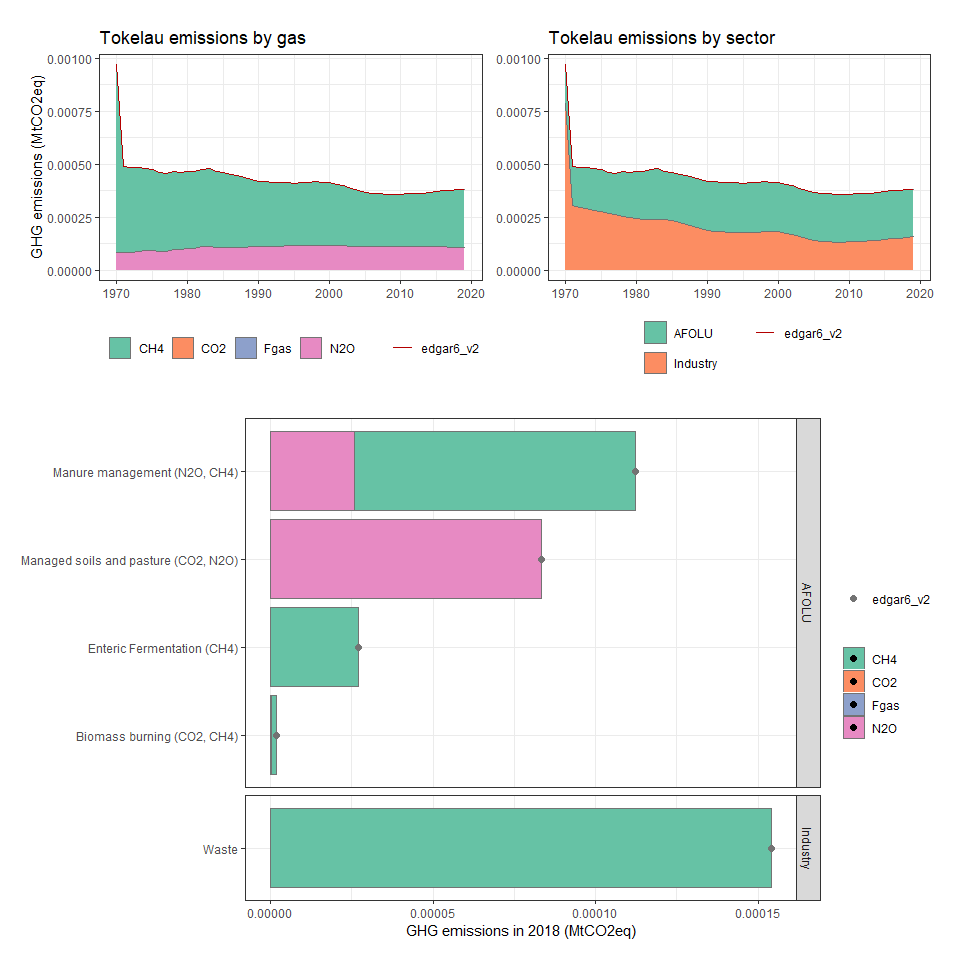 Tokelau emissions by gas
GHG emissions (MtCO2eq)
0.00100
0.00075
0.00050
0.00025
0.00000
1970 1980 1990 2000 2010 2020
CH4 CO2 Fgas N2O edgar6_v2
Tokelau emissions by sector
0.00100
0.00075
0.00050
0.00025
0.00000
1970 1980 1990 2000 2010 2020
AFOLU edgar6_v2
Industry
Manure management (N2O, CH4)
Managed soils and pasture (CO2, N2O)
Enteric Fermentation (CH4)
Biomass burning (CO2, CH4)
AFOLU
Waste
Industry
0.00000 0.00005 0.00010 0.00015
GHG emissions in 2018 (MtCO2eq)
edgar6_v2
CH4
CO2
Fgas
N2O